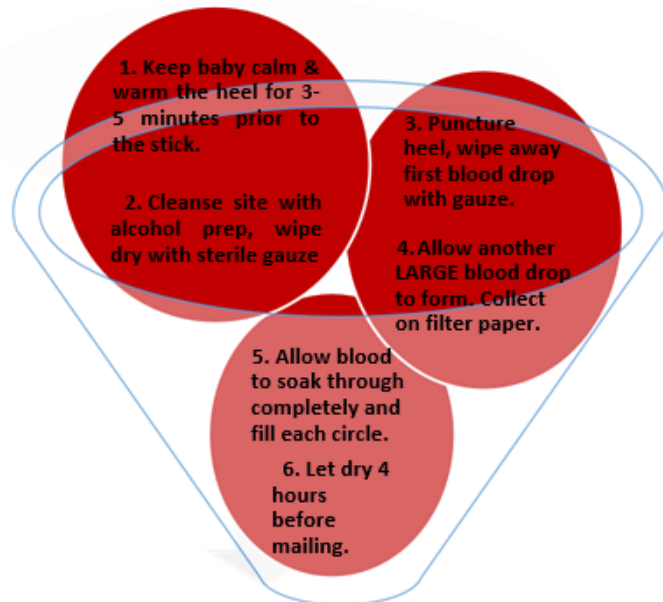 1. Keep baby calm &
warm the heel for 3-
5 minutes prior to
the stick.
2. Cleanse site with
alcohol prep, wipe
dry with sterile gauze
3. Puncture
heel, wipe away
first blood drop
with gauze.
4. Allow another
LARGE blood drop
to form. Collect
on filter paper.
5. Allow blood
to soak through
completely and
fill each circle.
6. Let dry 4
hours
before
mailing.